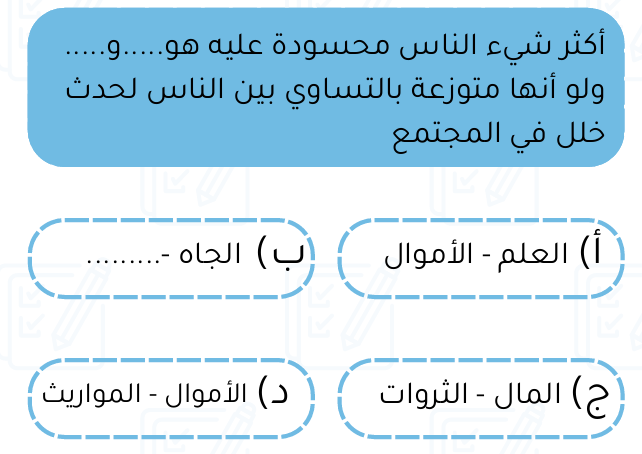 أكثر شيء الناس محسودة عليه هو.....و.....
ولو أنها متوزعة بالتساوي بين الناس لحدث
خلل في المجتمع
أ) العلم - الأموال
ب) الجاه -.........
ج) المال - الثروات
د) الأموال - المواريث